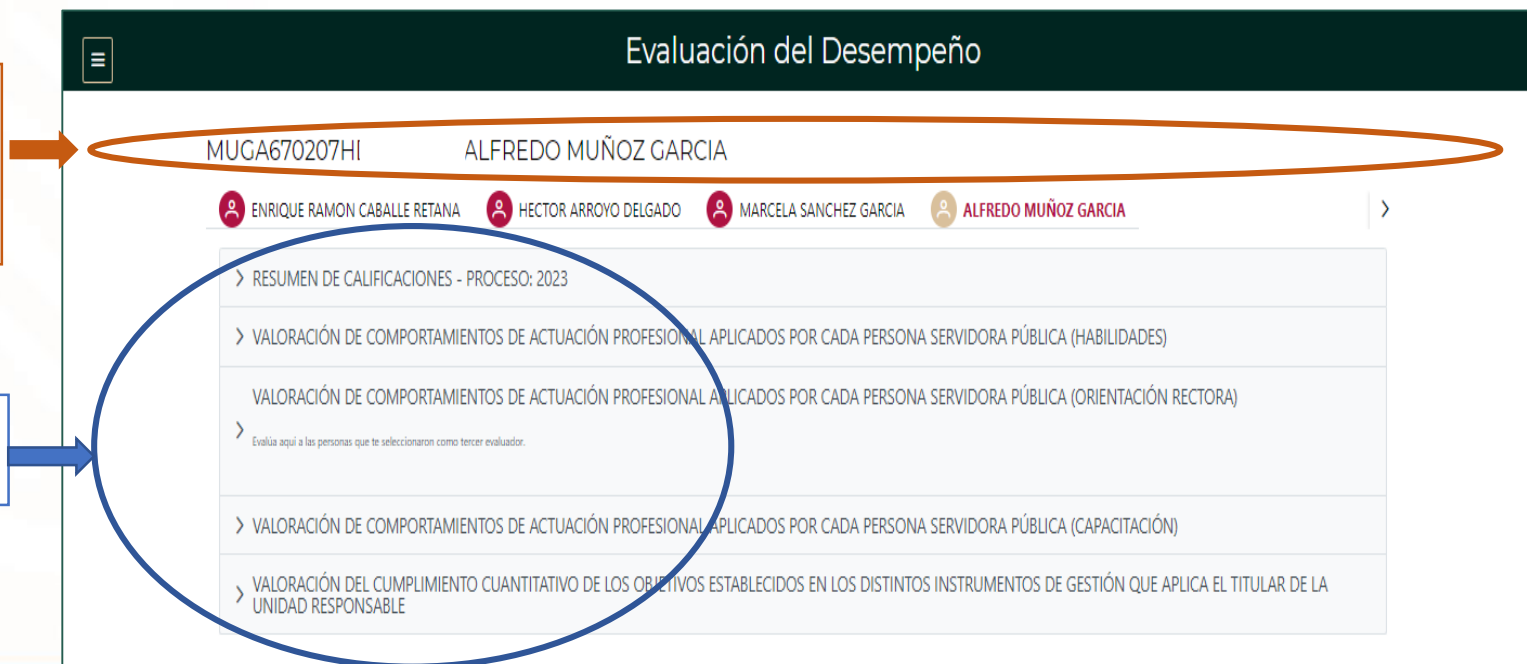 Evaluación del Desempeño
MUGA670207HI ALFREDO MUÑOZ GARCIA
ENRIQUE RAMON CABALLE RETANA HECTOR ARROYO DELGADO MARCELA SANCHEZ GARCIA ALFREDO MUÑOZ GARCIA
RESUMEN DE CALIFICACIONES - PROCESO: 2023
VALORACIÓN DE COMPORTAMIENTOS DE ACTUACIÓN PROFESIONAL APLICADOS POR CADA PERSONA SERVIDORA PÚBLICA (HABILIDADES)
VALORACIÓN DE COMPORTAMIENTOS DE ACTUACIÓN PROFESIONAL APLICADOS POR CADA PERSONA SERVIDORA PÚBLICA (ORIENTACIÓN RECTORA)
Evalúa aquí a las personas que te seleccionaron como tercer evaluador.
VALORACIÓN DE COMPORTAMIENTOS DE ACTUACIÓN PROFESIONAL APLICADOS POR CADA PERSONA SERVIDORA PÚBLICA (CAPACITACIÓN)
VALORACIÓN DEL CUMPLIMIENTO CUANTITATIVO DE LOS OBJETIVOS ESTABLECIDOS EN LOS DISTINTOS INSTRUMENTOS DE GESTIÓN QUE APLICA EL TITULAR DE LA
UNIDAD RESPONSABLE